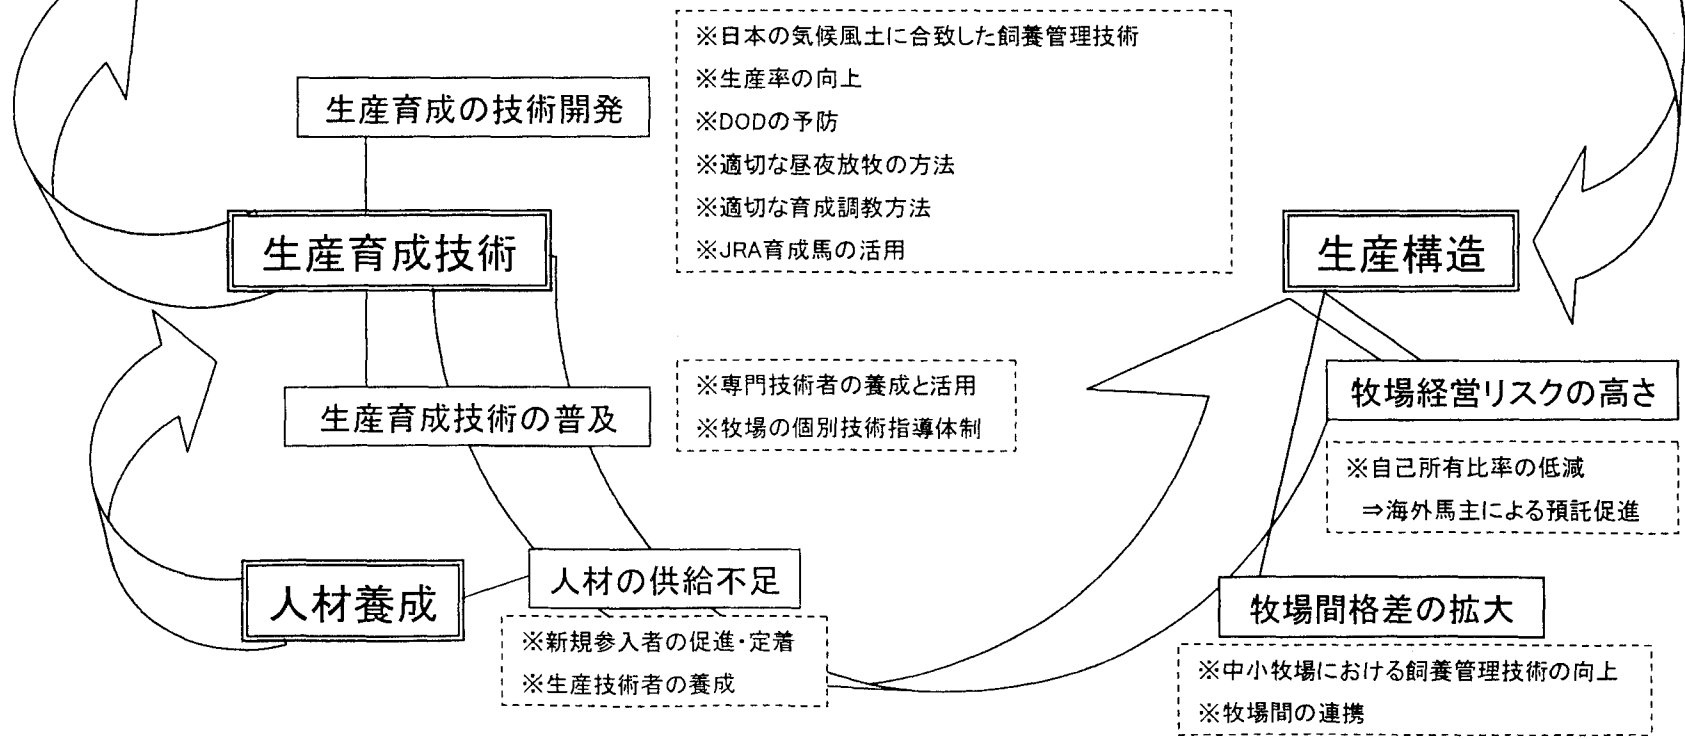 ※日本の気候風土に合致した飼養管理技術
※生産率の向上
※DODの予防
※適切な昼夜放牧の方法
※適切な育成調教方法
※JRA育成馬の活用
生産育成の技術開発
生産育成技術
生産構造
生産育成技術の普及
※専門技術者の養成と活用
※牧場の個別技術指導体制
牧場経営リスクの高さ
※自己所有比率の低減
⇒海外馬主による預託促進
人材養成
人材の供給不足
※新規参入者の促進・定着
※生産技術者の養成
牧場間格差の拡大
※中小牧場における飼養管理技術の向上
※牧場間の連携